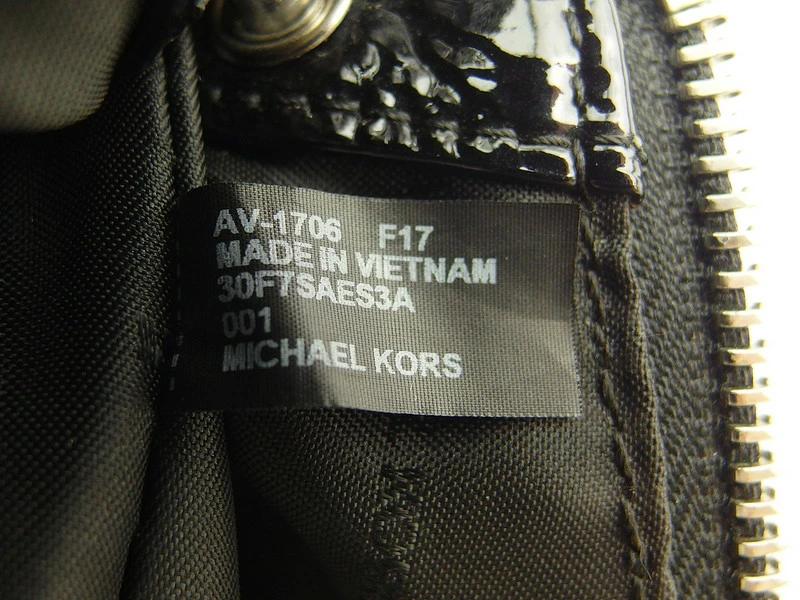 AV-1706 F17
MADE IN VIETNAM
30F7SAES3A
001
MICHAEL KORS